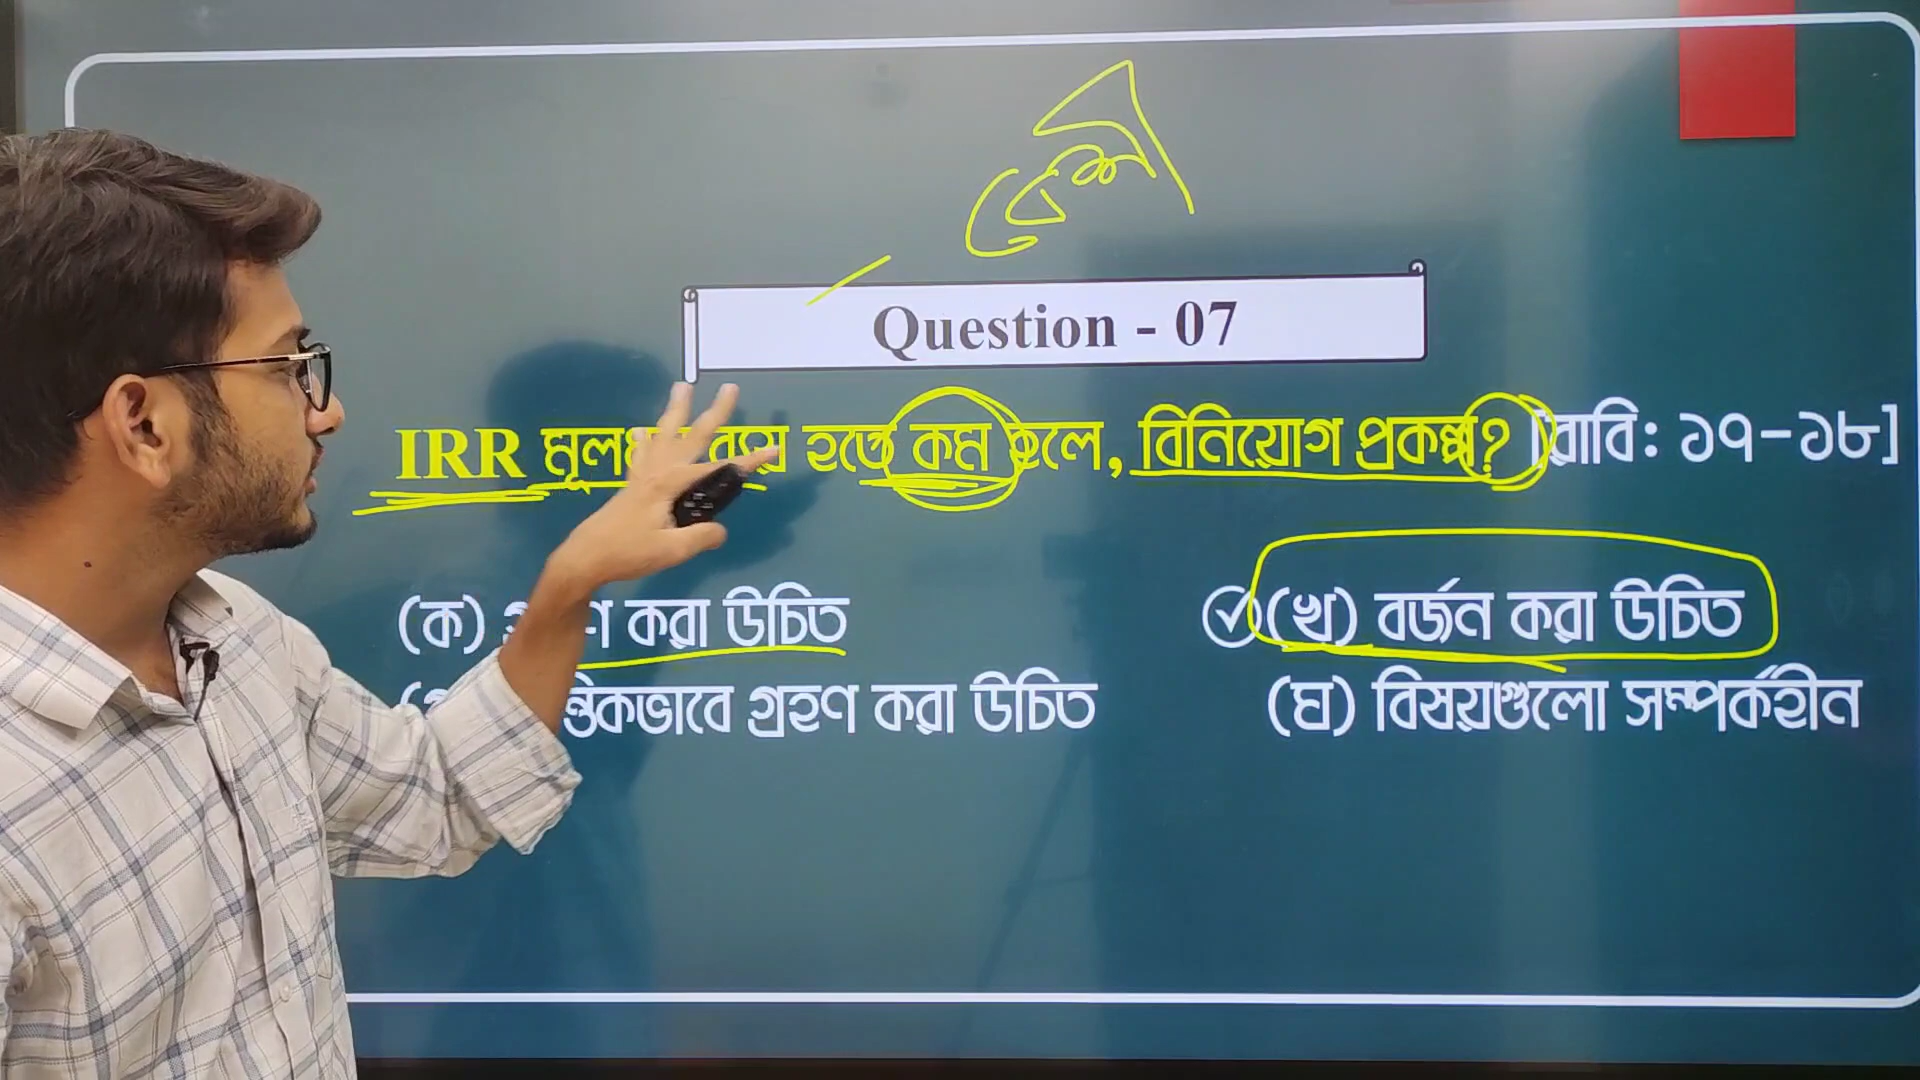 Question - 07
IRR হতে কম হলে, বিনিয়োগ প্রকল্প? [রাবি: ১৭-১৮]
(ক) করা উচিত
(খ) বর্জন করা উচিত
গ্রহণ করা উচিত
(ঘ) বিষয়গুলো সম্পর্কহীন